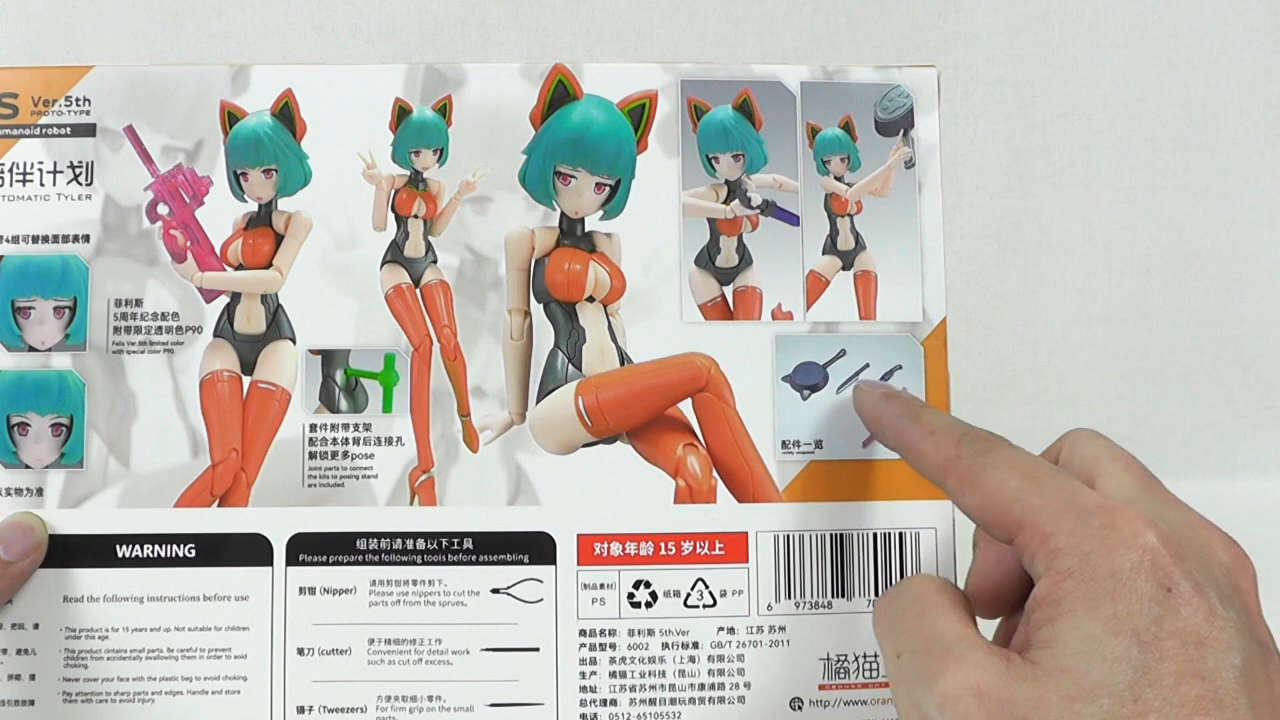 S Ver.5th
PROTO-TYPE
umanoid robot
陪伴计划
TOMATIC TYLER
带4组可替换面部表情
菲利斯
5周年纪念配色
附带限定透明色P90
Felis Ver.5th limited color
with special color P90.
套件附带支架
配合本体背后连接孔
解锁更多pose
Joint parts to connect
the kits to posing stand
are included.
配件一览
以实物为准
WARNING
Read the following instructions before use
• This product is for 15 years and up. Not suitable for children
under this age.
• This product cintains small parts. Be careful to prevent
children from accidentally swallowing them in order to avoid
choking.
• Never cover your face with the plastic bag to avoid choking.
• Pay attention to sharp parts and edges. Handle and store
them with care to avoid injury.
组装前请准备以下工具
Please prepare the following tools before assembling
剪钳 (Nipper)
请用剪钳将零件剪下。
Please use nippers to cut the
parts off from the sprues.
笔刀 (cutter)
便于精细的修正工作
Convenient for detail work
such as cut off excess.
镊子 (Tweezers)
方便夹取细小零件。
For firm grip on the small
对象年龄 15 岁以上
[制品素材]
PS
纸箱
3
袋: PP
6 973848
商品名称: 菲利斯 5th.Ver 产地: 江苏 苏州
产品型号: 6002 执行标准: GB/T 26701-2011
出品: 茶虎文化娱乐（上海）有限公司
生产: 橘猫工业科技（昆山）有限公司
地址: 江苏省苏州市昆山市康浦路 28 号
总代理商: 苏州醒目潮玩商贸有限公司
电话: 0512-65105532
橘猫
http://www.oran